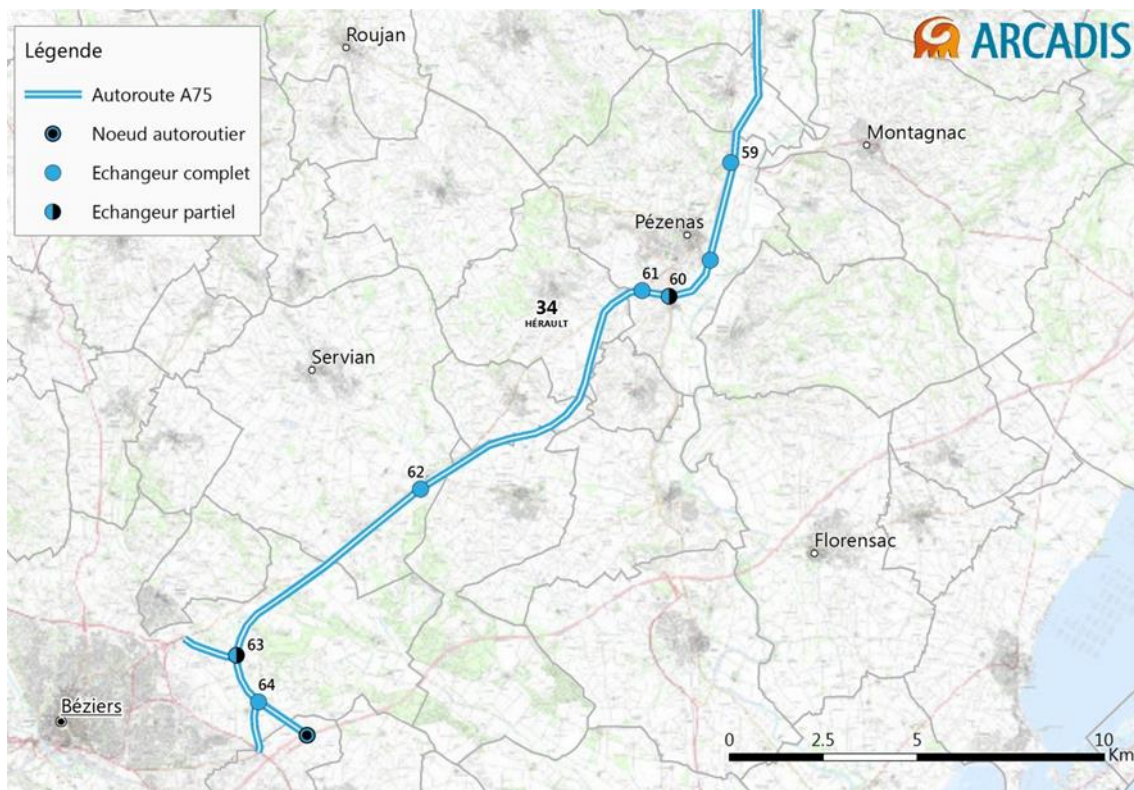 Légende
Autoroute A75
Noeud autoroutier
Echangeur complet
Echangeur partiel
ARCADIS
Roujan
Montagnac
59
Pézenas
61
60
34
HÉRAULT
Servian
62
Florensac
63
64
Béziers
0
2.5
5
10
Km